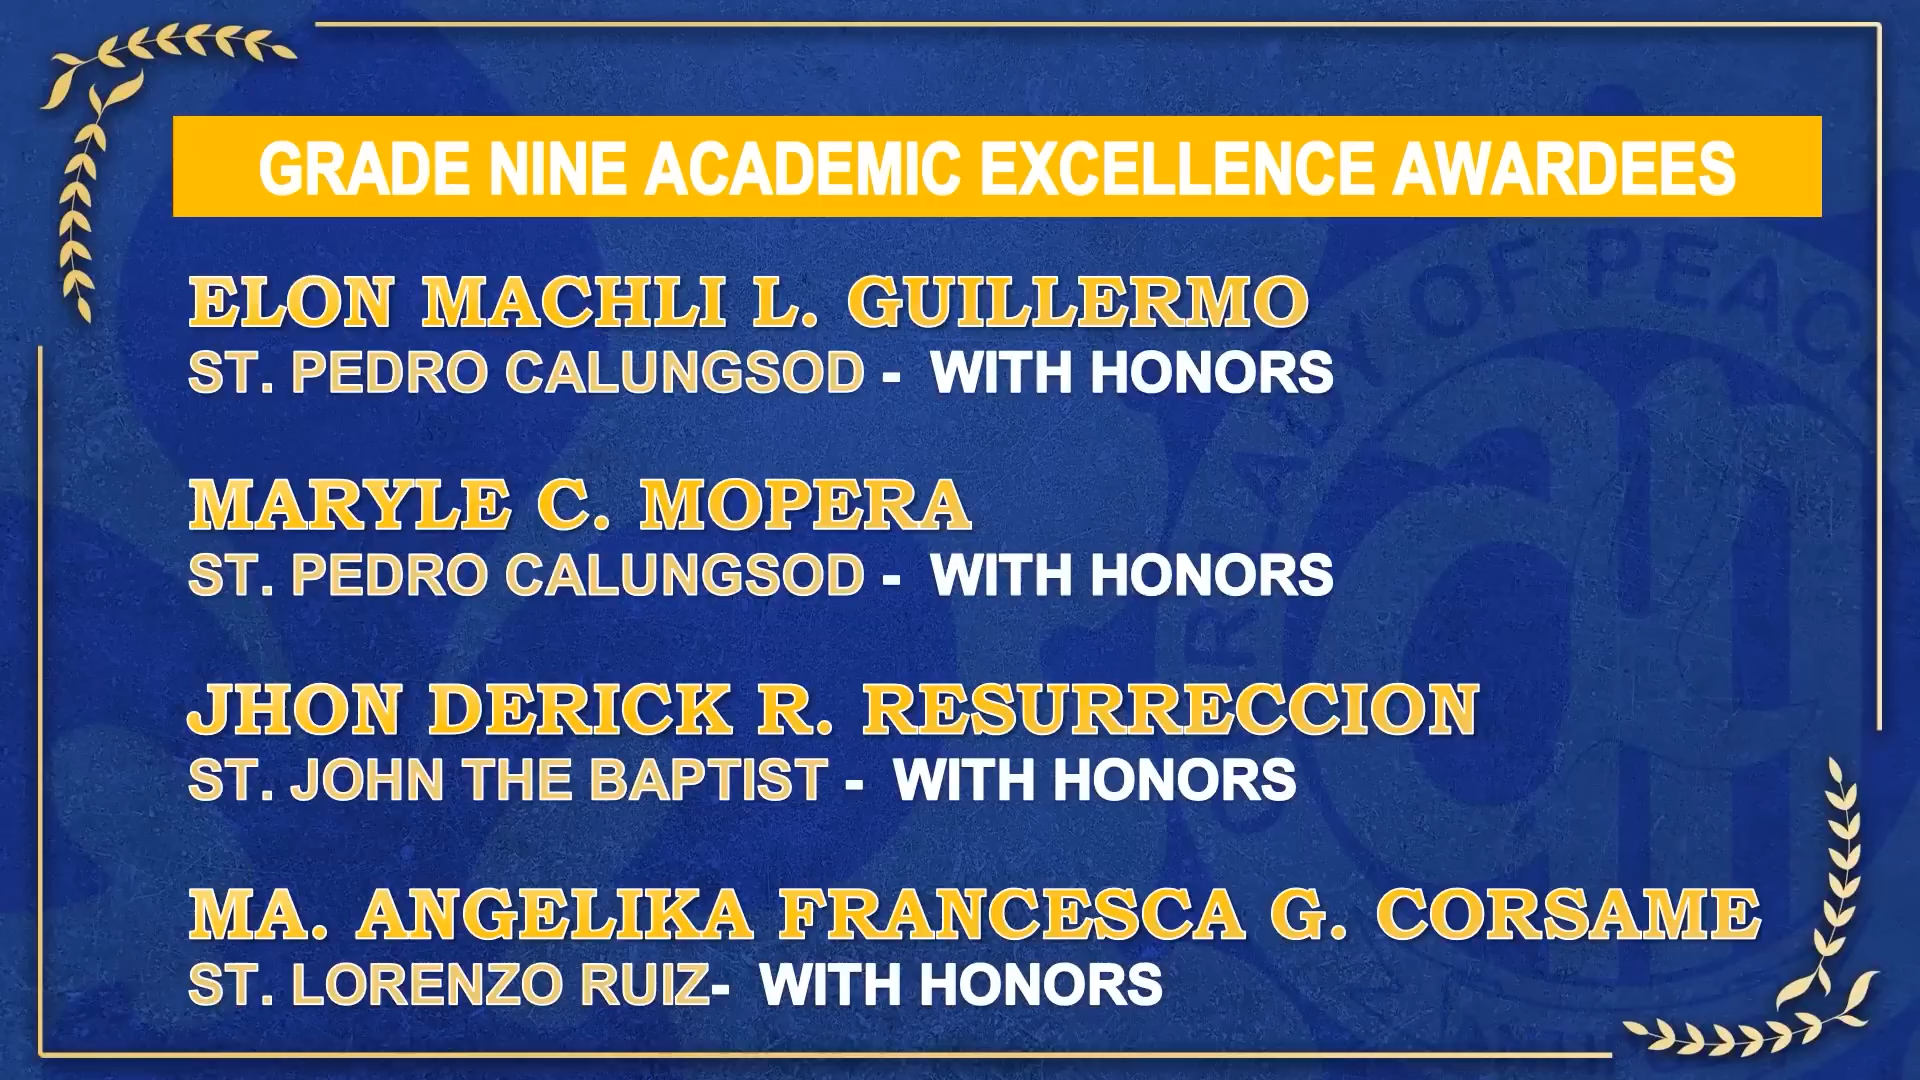 GRADE NINE ACADEMIC EXCELLENCE AWARDEES
ELON MACHLI L. GUILLERMO
ST. PEDRO CALUNGSOD - WITH HONORS
MARYLE C. MOPERA
ST. PEDRO CALUNGSOD - WITH HONORS
JHON DERICK R. RESURRECCION
ST. JOHN THE BAPTIST - WITH HONORS
MA. ANGELIKA FRANCESCA G. CORSAME
ST. LORENZO RUIZ- WITH HONORS
OF PEACE